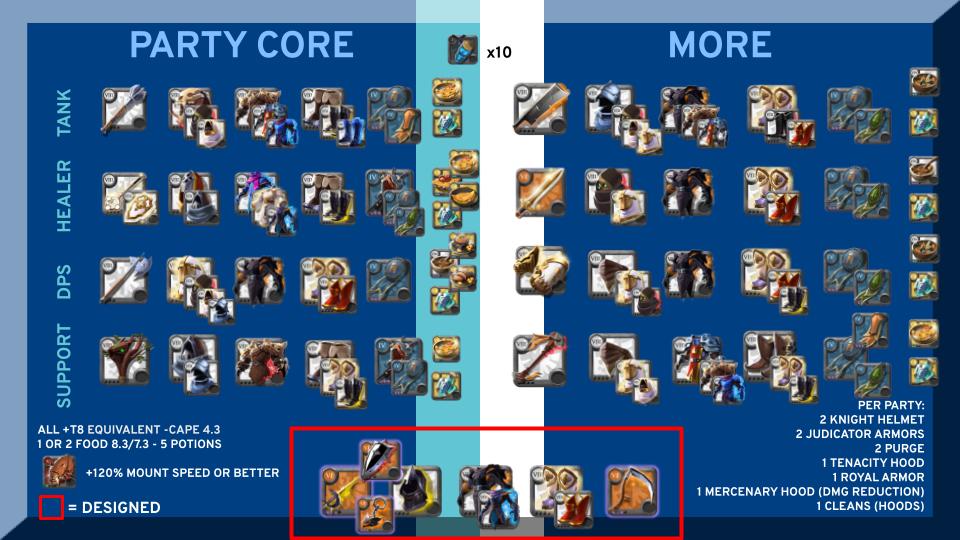 PARTY CORE
x10
MORE
TANK
HEALER
DPS
SUPPORT
ALL +T8 EQUIVALENT -CAPE 4.3
1 OR 2 FOOD 8.3/7.3 - 5 POTIONS
+120% MOUNT SPEED OR BETTER
= DESIGNED
PER PARTY:
2 KNIGHT HELMET
2 JUDICATOR ARMORS
2 PURGE
1 TENACITY HOOD
1 ROYAL ARMOR
1 MERCENARY HOOD (DMG REDUCTION)
1 CLEANS (HOODS)